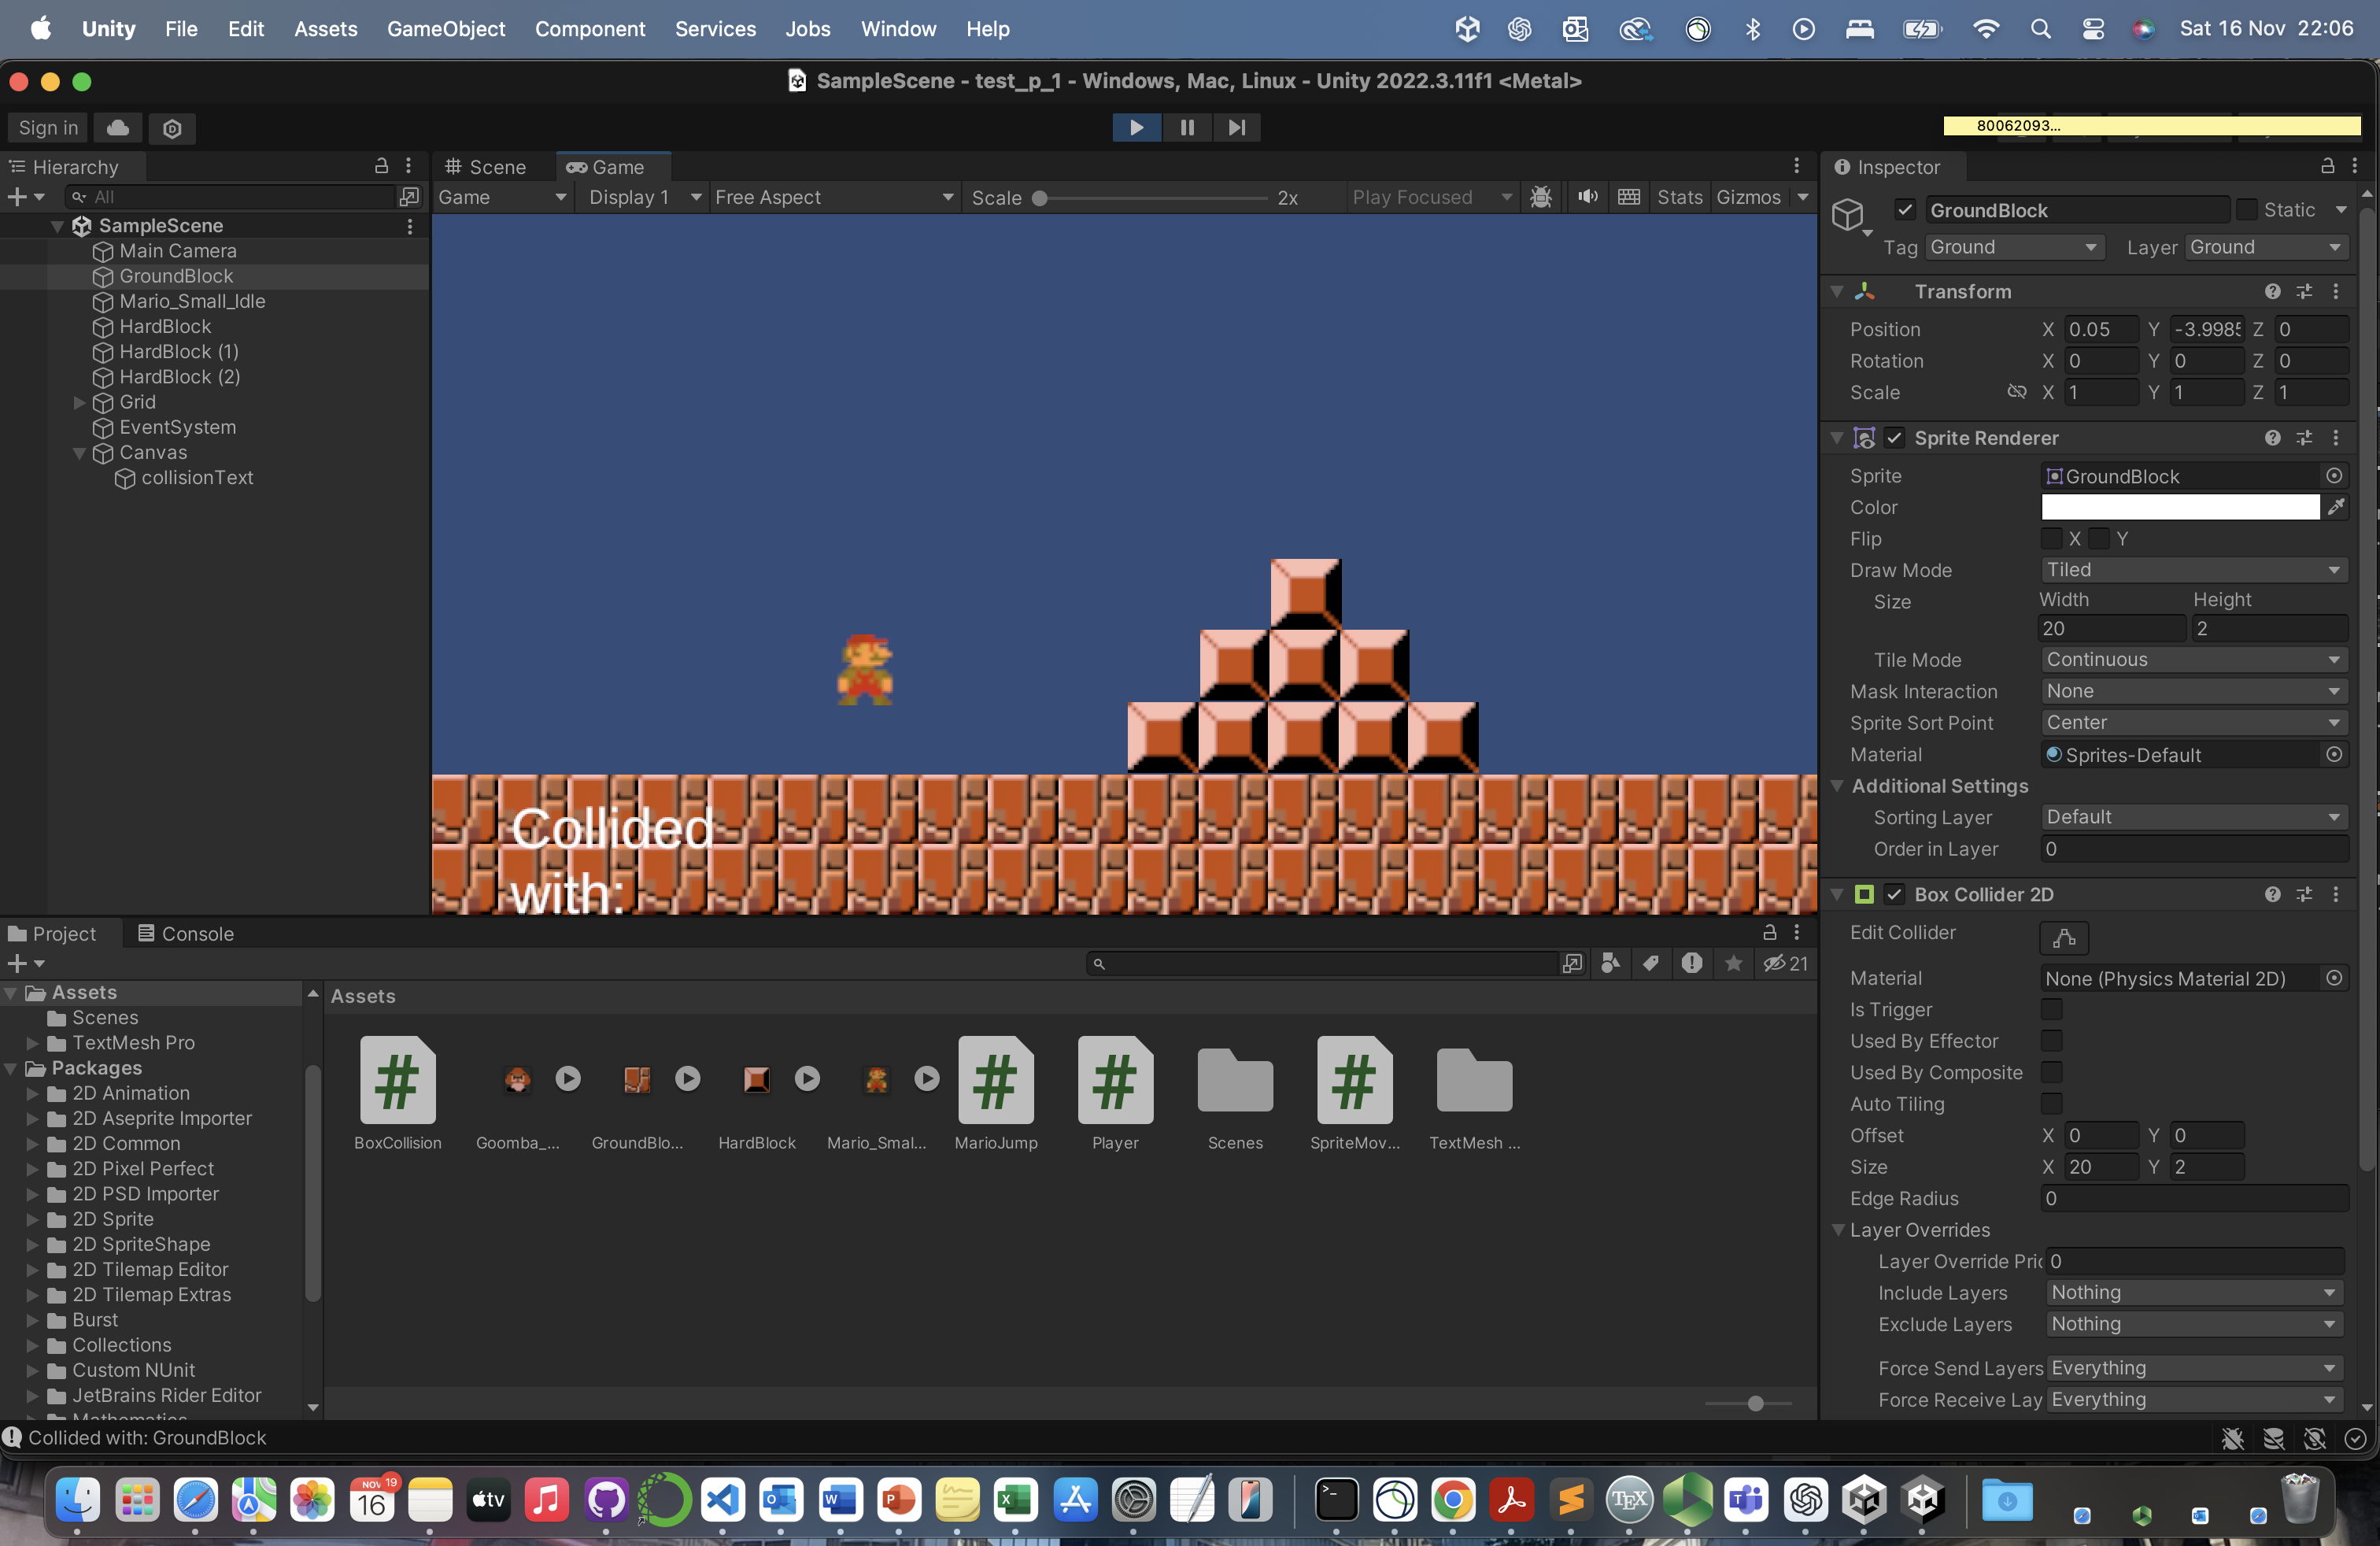 Unity File Edit Assets GameObject Component Services Jobs Window Help Sat 16 Nov 22:06
SampleScene - test_p_1 - Windows, Mac, Linux - Unity 2022.3.11f1 <Metal>
Sign in
80062093...
Hierarchy
All
SampleScene
Main Camera
GroundBlock
Mario_Small_Idle
HardBlock
HardBlock (1)
HardBlock (2)
Grid
EventSystem
Canvas
collisionText
Scene Game
Game Display 1 Free Aspect Scale 2x Play Focused Stats Gizmos
Collided
with:
Inspector
GroundBlock Static
Tag Ground Layer Ground
Transform
Position X 0.05 Y -3.9985 Z 0
Rotation X 0 Y 0 Z 0
Scale X 1 Y 1 Z 1
Sprite Renderer
Sprite GroundBlock
Color
Flip X Y
Draw Mode Tiled
Size Width Height
20 2
Tile Mode Continuous
Mask Interaction None
Sprite Sort Point Center
Material Sprites-Default
Additional Settings
Sorting Layer Default
Order in Layer 0
Box Collider 2D
Edit Collider
Material None (Physics Material 2D)
Is Trigger
Used By Effector
Used By Composite
Auto Tiling
Offset X 0 Y 0
Size X 20 Y 2
Edge Radius 0
Layer Overrides
Layer Override Pric 0
Include Layers Nothing
Exclude Layers Nothing
Force Send Layers Everything
Force Receive Lay Everything
Project Console
21
Assets
Scenes
TextMesh Pro
Packages
2D Animation
2D Aseprite Importer
2D Common
2D Pixel Perfect
2D PSD Importer
2D Sprite
2D SpriteShape
2D Tilemap Editor
2D Tilemap Extras
Burst
Collections
Custom NUnit
JetBrains Rider Editor
Mathematics
Assets
BoxCollision Goomba_... GroundBlo... HardBlock Mario_Smal... MarioJump Player Scenes SpriteMov... TextMesh ...
Collided with: GroundBlock
NOV 19
16
tv
TEX